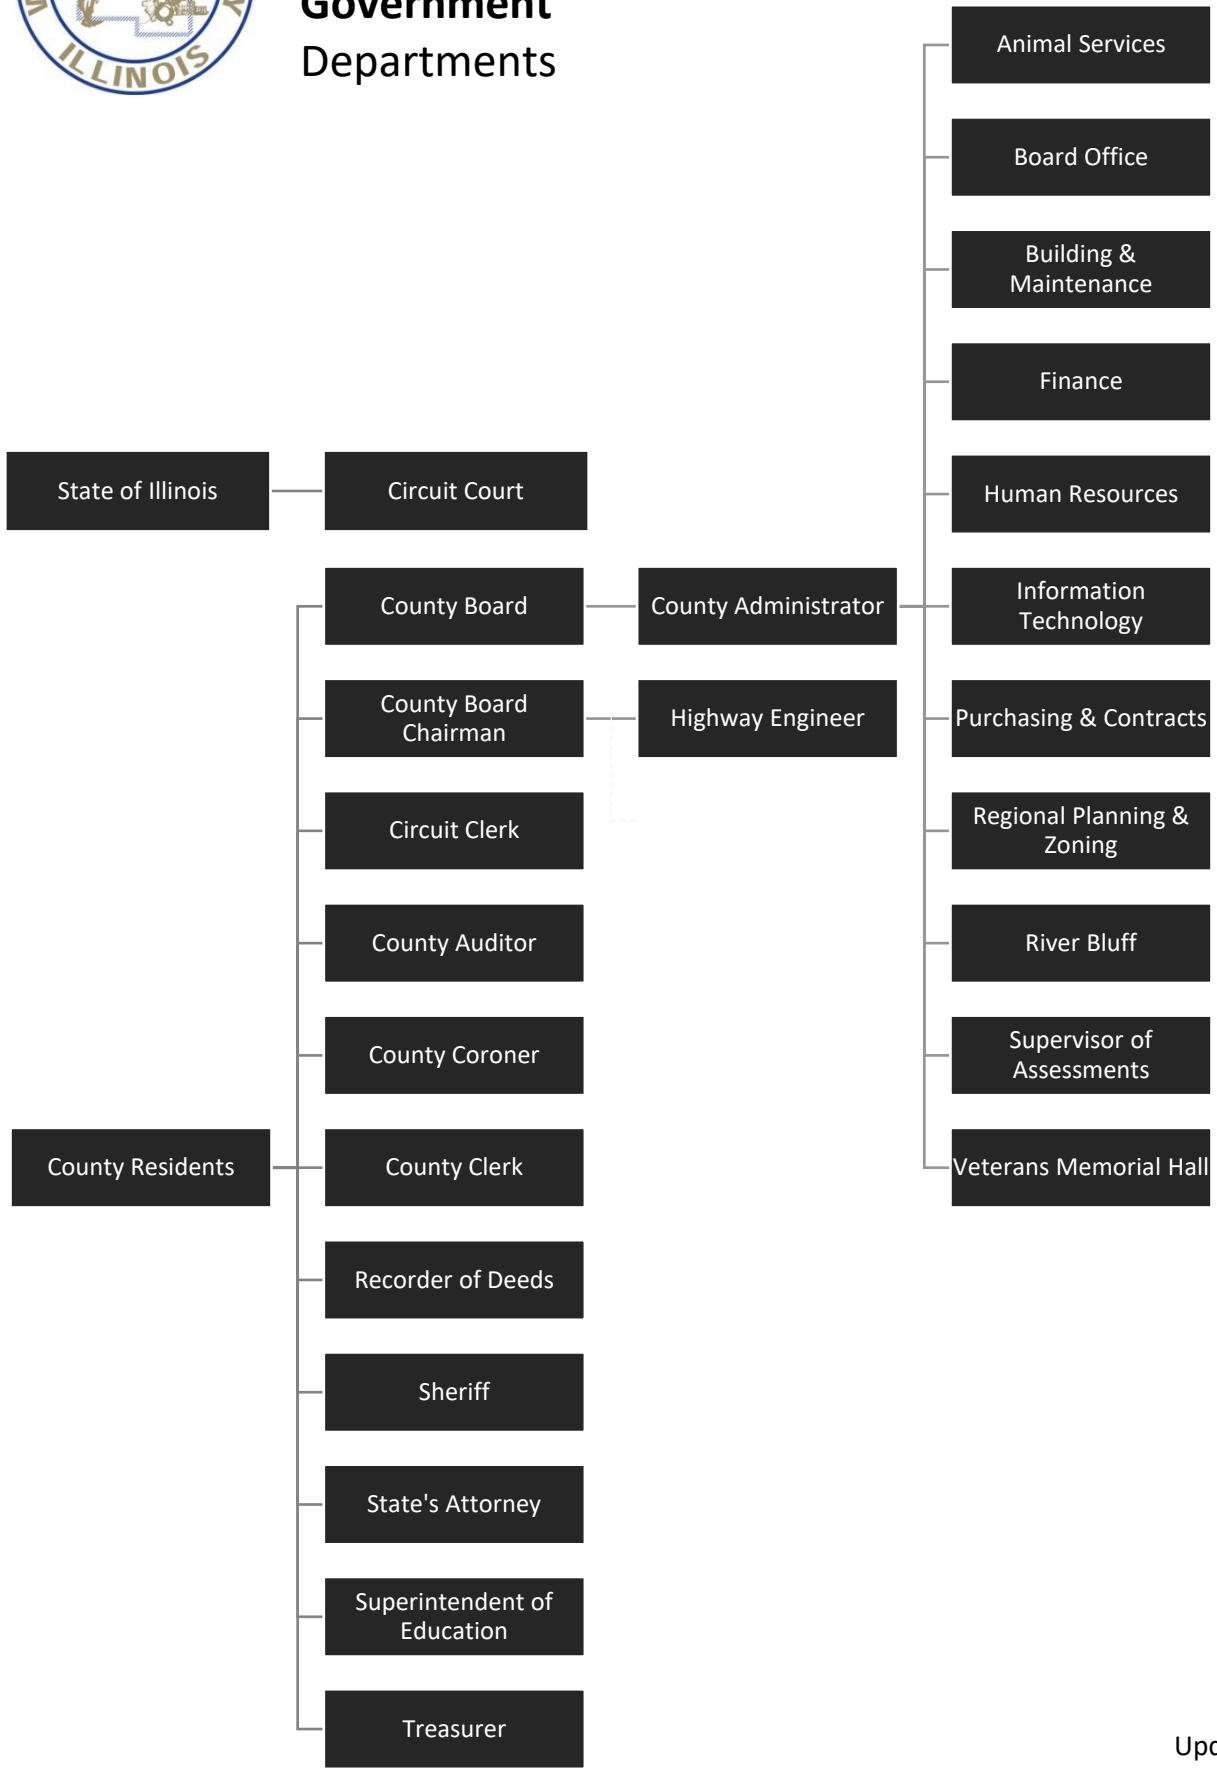 ILLINOIS
Government
Departments
Animal Services
Board Office
Building &
Maintenance
Finance
State of Illinois
Circuit Court
Human Resources
County Board
County Administrator
Information
Technology
County Board
Chairman
Highway Engineer
Purchasing & Contracts
Circuit Clerk
Regional Planning &
Zoning
County Auditor
River Bluff
County Coroner
Supervisor of
Assessments
County Residents
County Clerk
Veterans Memorial Hall
Recorder of Deeds
Sheriff
State's Attorney
Superintendent of
Education
Treasurer